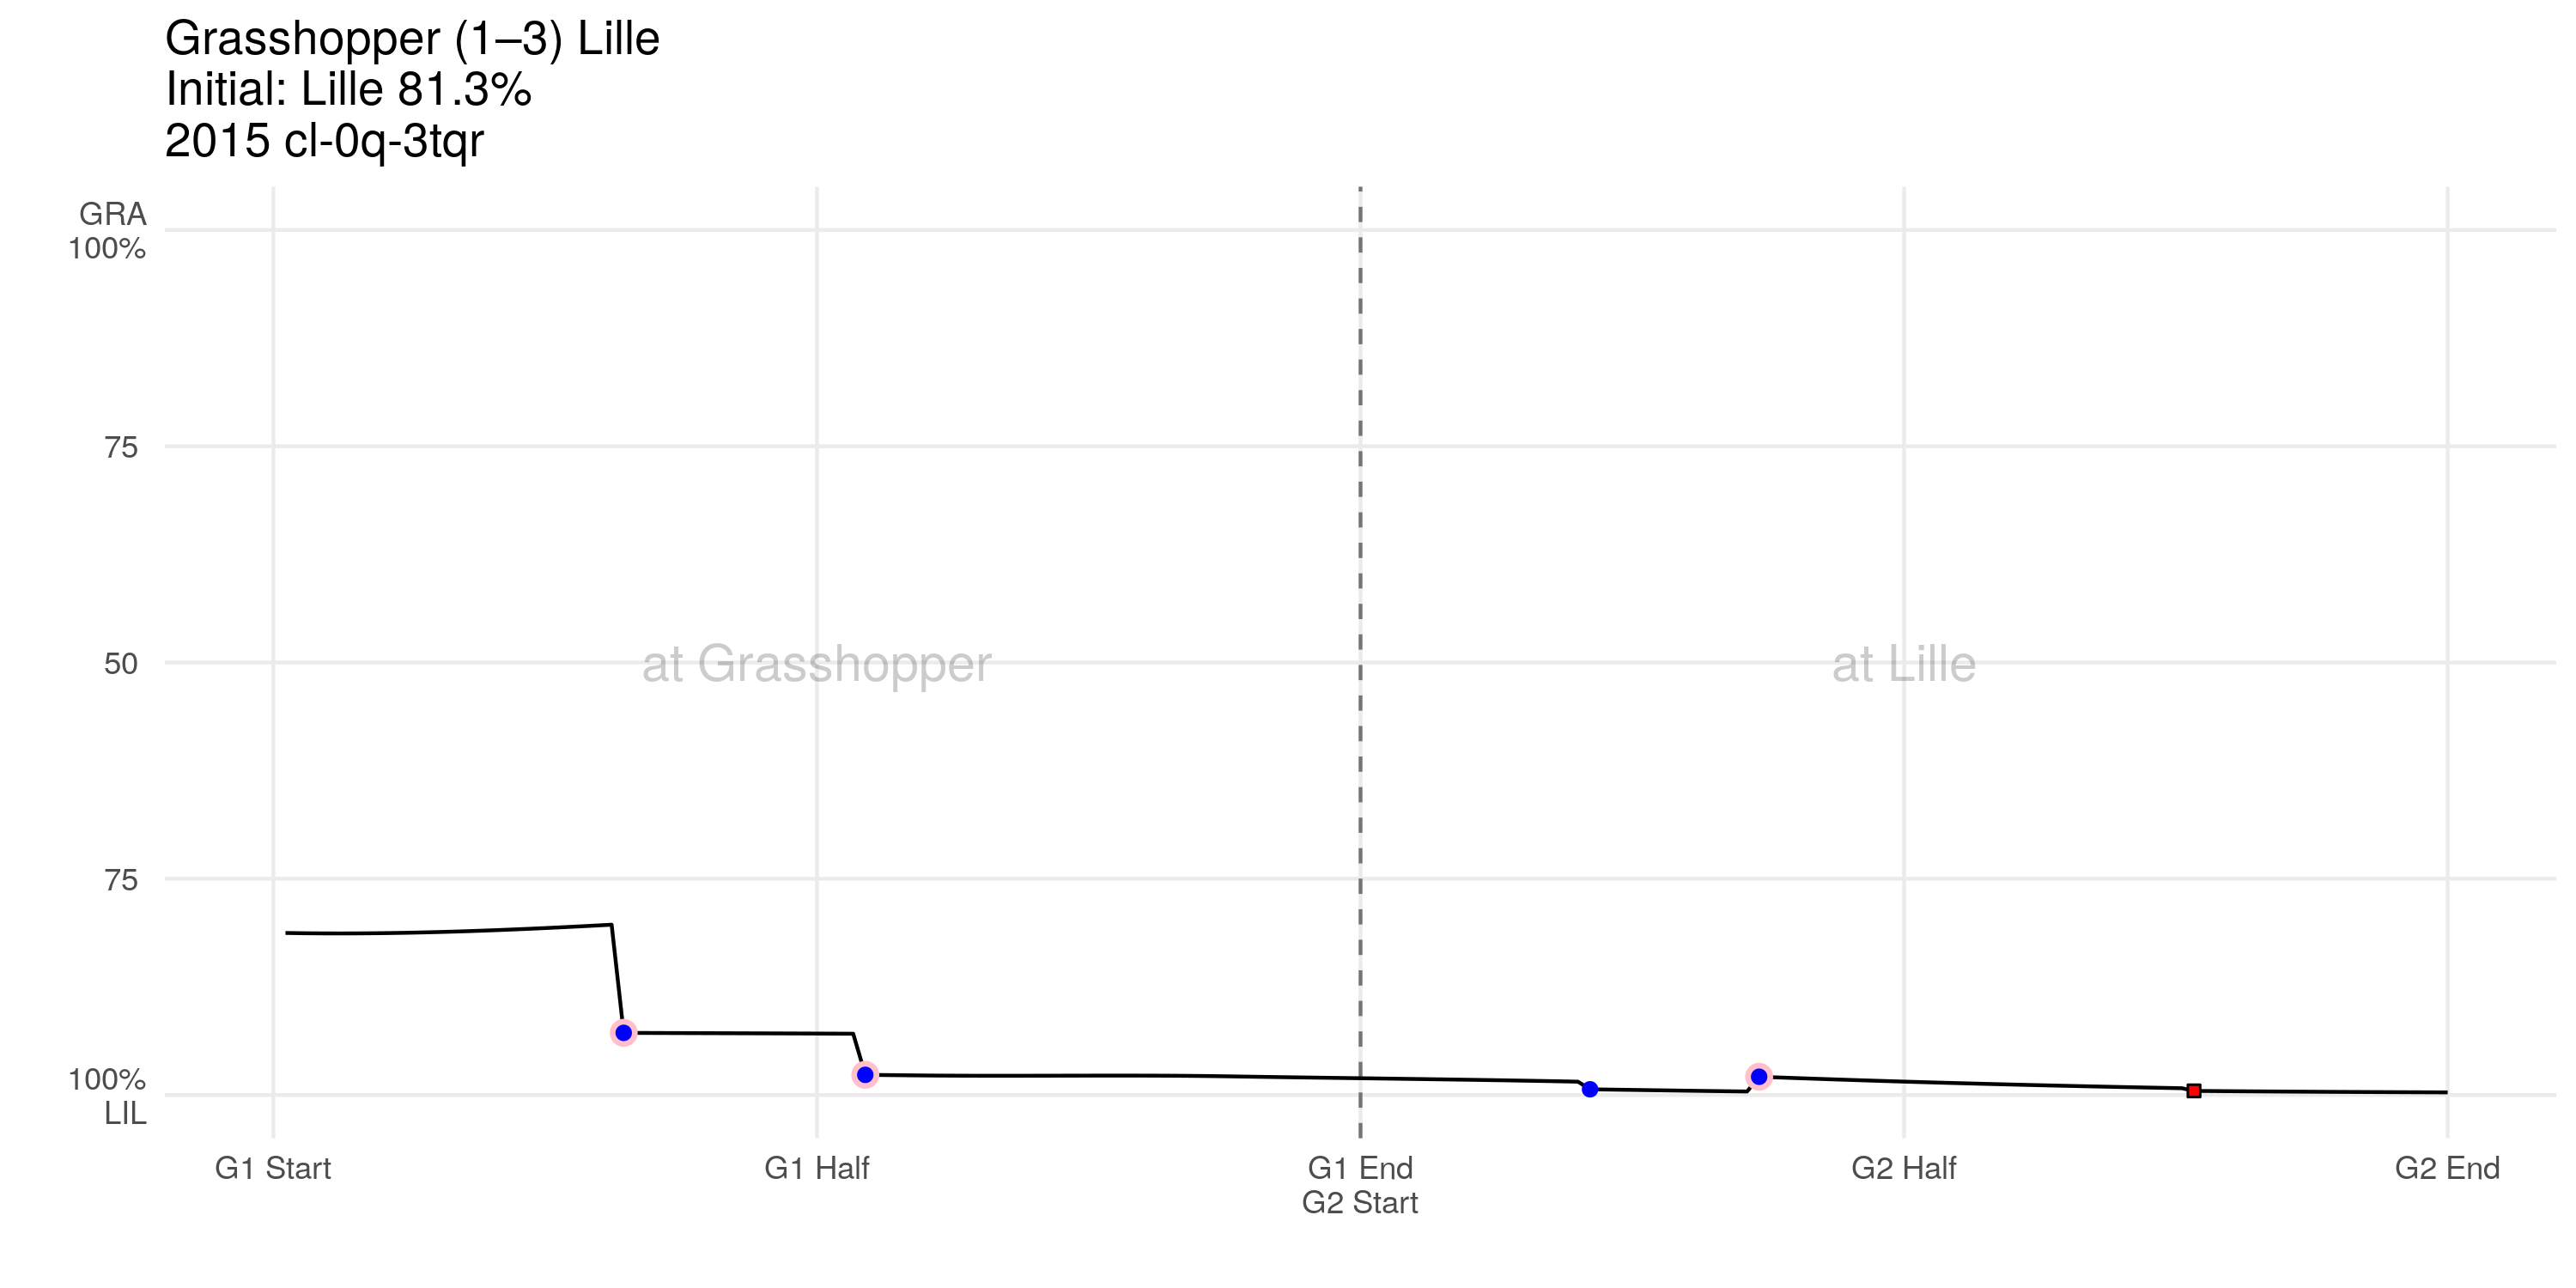 Grasshopper (1–3) Lille
Initial: Lille 81.3%
2015 cl-0q-3tqr
GRA
100%
75
50
75
100%
LIL
at Grasshopper
at Lille
G1 Start
G1 Half
G1 End
G2 Start
G2 Half
G2 End